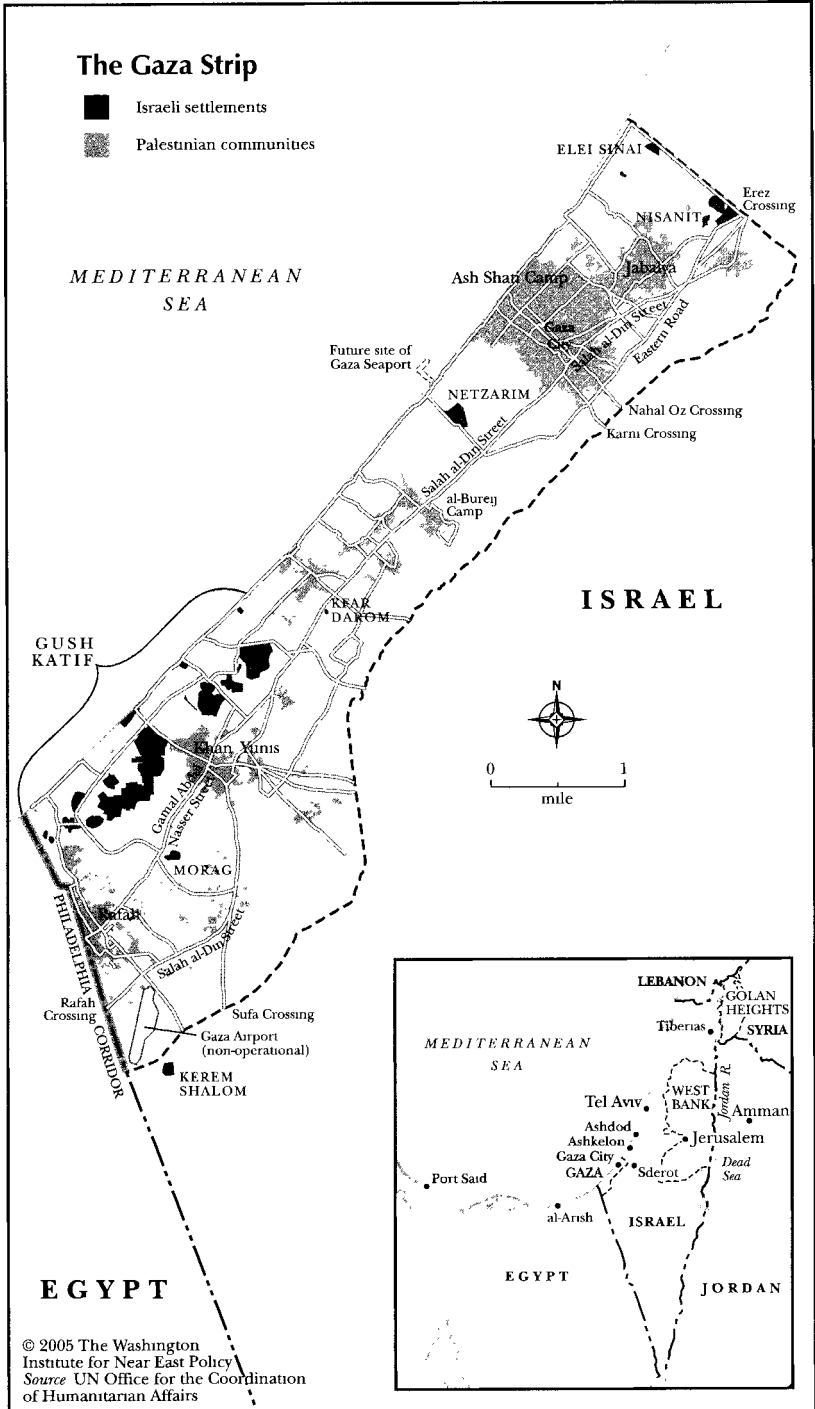 The Gaza Strip
Israeli settlements
Palestinian communities
MEDITERRANEAN
SEA
ELEI SINAI
Erez
Crossing
NISANIT
Jabalya
Ash Shati Camp
Gaza
City
Salah al-Din Street
Eastern Road
Future site of
Gaza Seaport
NETZARIM
Nahal Oz Crossing
Karni Crossing
Salah al-Din Street
al-Bureij
Camp
ISRAEL
KFAR
DAROM
GUSH
KATIF
N
0 1
mile
Khan Yunis
Gamal Abdel
Nasser Street
MORAG
Rafah
PHILADELPHIA
CORRIDOR
Salah al-Din Street
Rafah
Crossing
Sufa Crossing
Gaza Airport
(non-operational)
KEREM
SHALOM
EGYPT
© 2005 The Washington
Institute for Near East Policy
Source UN Office for the Coordination
of Humanitarian Affairs
LEBANON
GOLAN
HEIGHTS
Tiberias
SYRIA
MEDITERRANEAN
SEA
WEST
BANK
Jordan R.
Tel Aviv
Amman
Ashdod
Ashkelon
Jerusalem
Gaza City
GAZA
Sderot
Dead
Sea
Port Said
al-Arish
ISRAEL
EGYPT
JORDAN